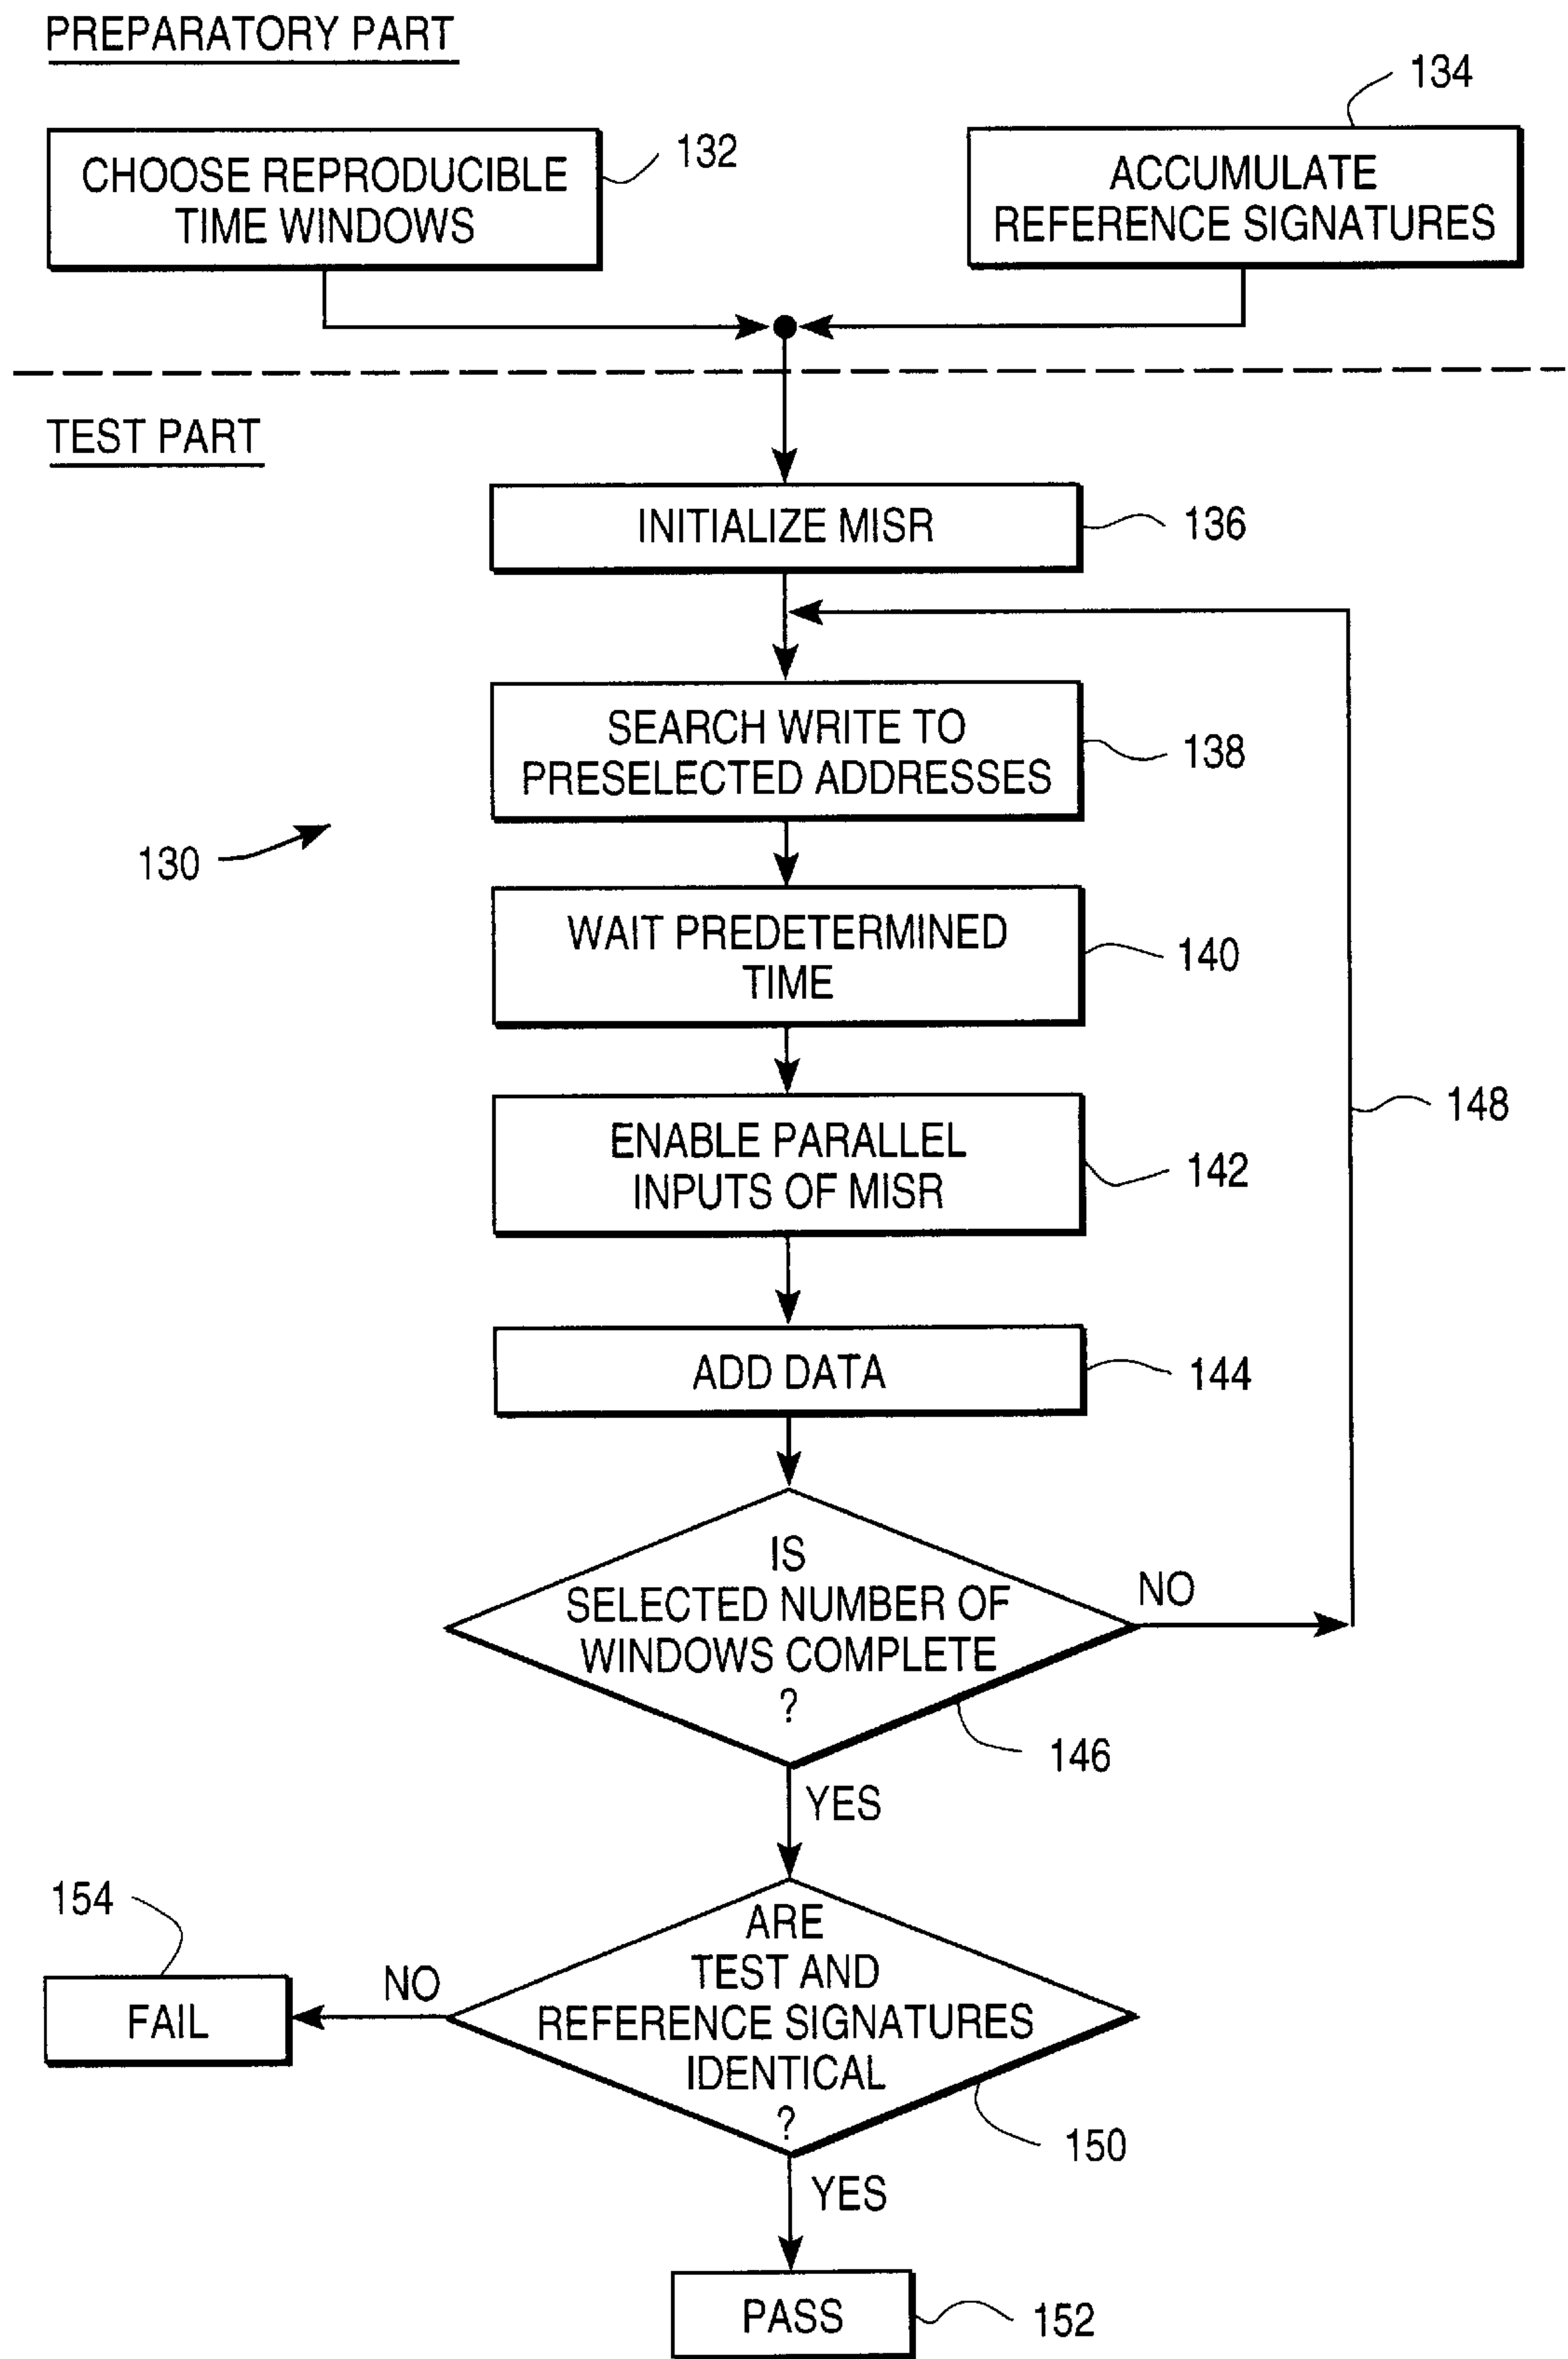 PREPARATORY PART
134
132
CHOOSE REPRODUCIBLE
TIME WINDOWS
ACCUMULATE
REFERENCE SIGNATURES
TEST PART
INITIALIZE MISR
136
SEARCH WRITE TO
PRESELECTED ADDRESSES
138
130
WAIT PREDETERMINED
TIME
140
148
ENABLE PARALLEL
INPUTS OF MISR
142
ADD DATA
144
IS
SELECTED NUMBER OF
WINDOWS COMPLETE
?
NO
146
YES
154
ARE
TEST AND
REFERENCE SIGNATURES
IDENTICAL
?
NO
FAIL
150
YES
PASS
152